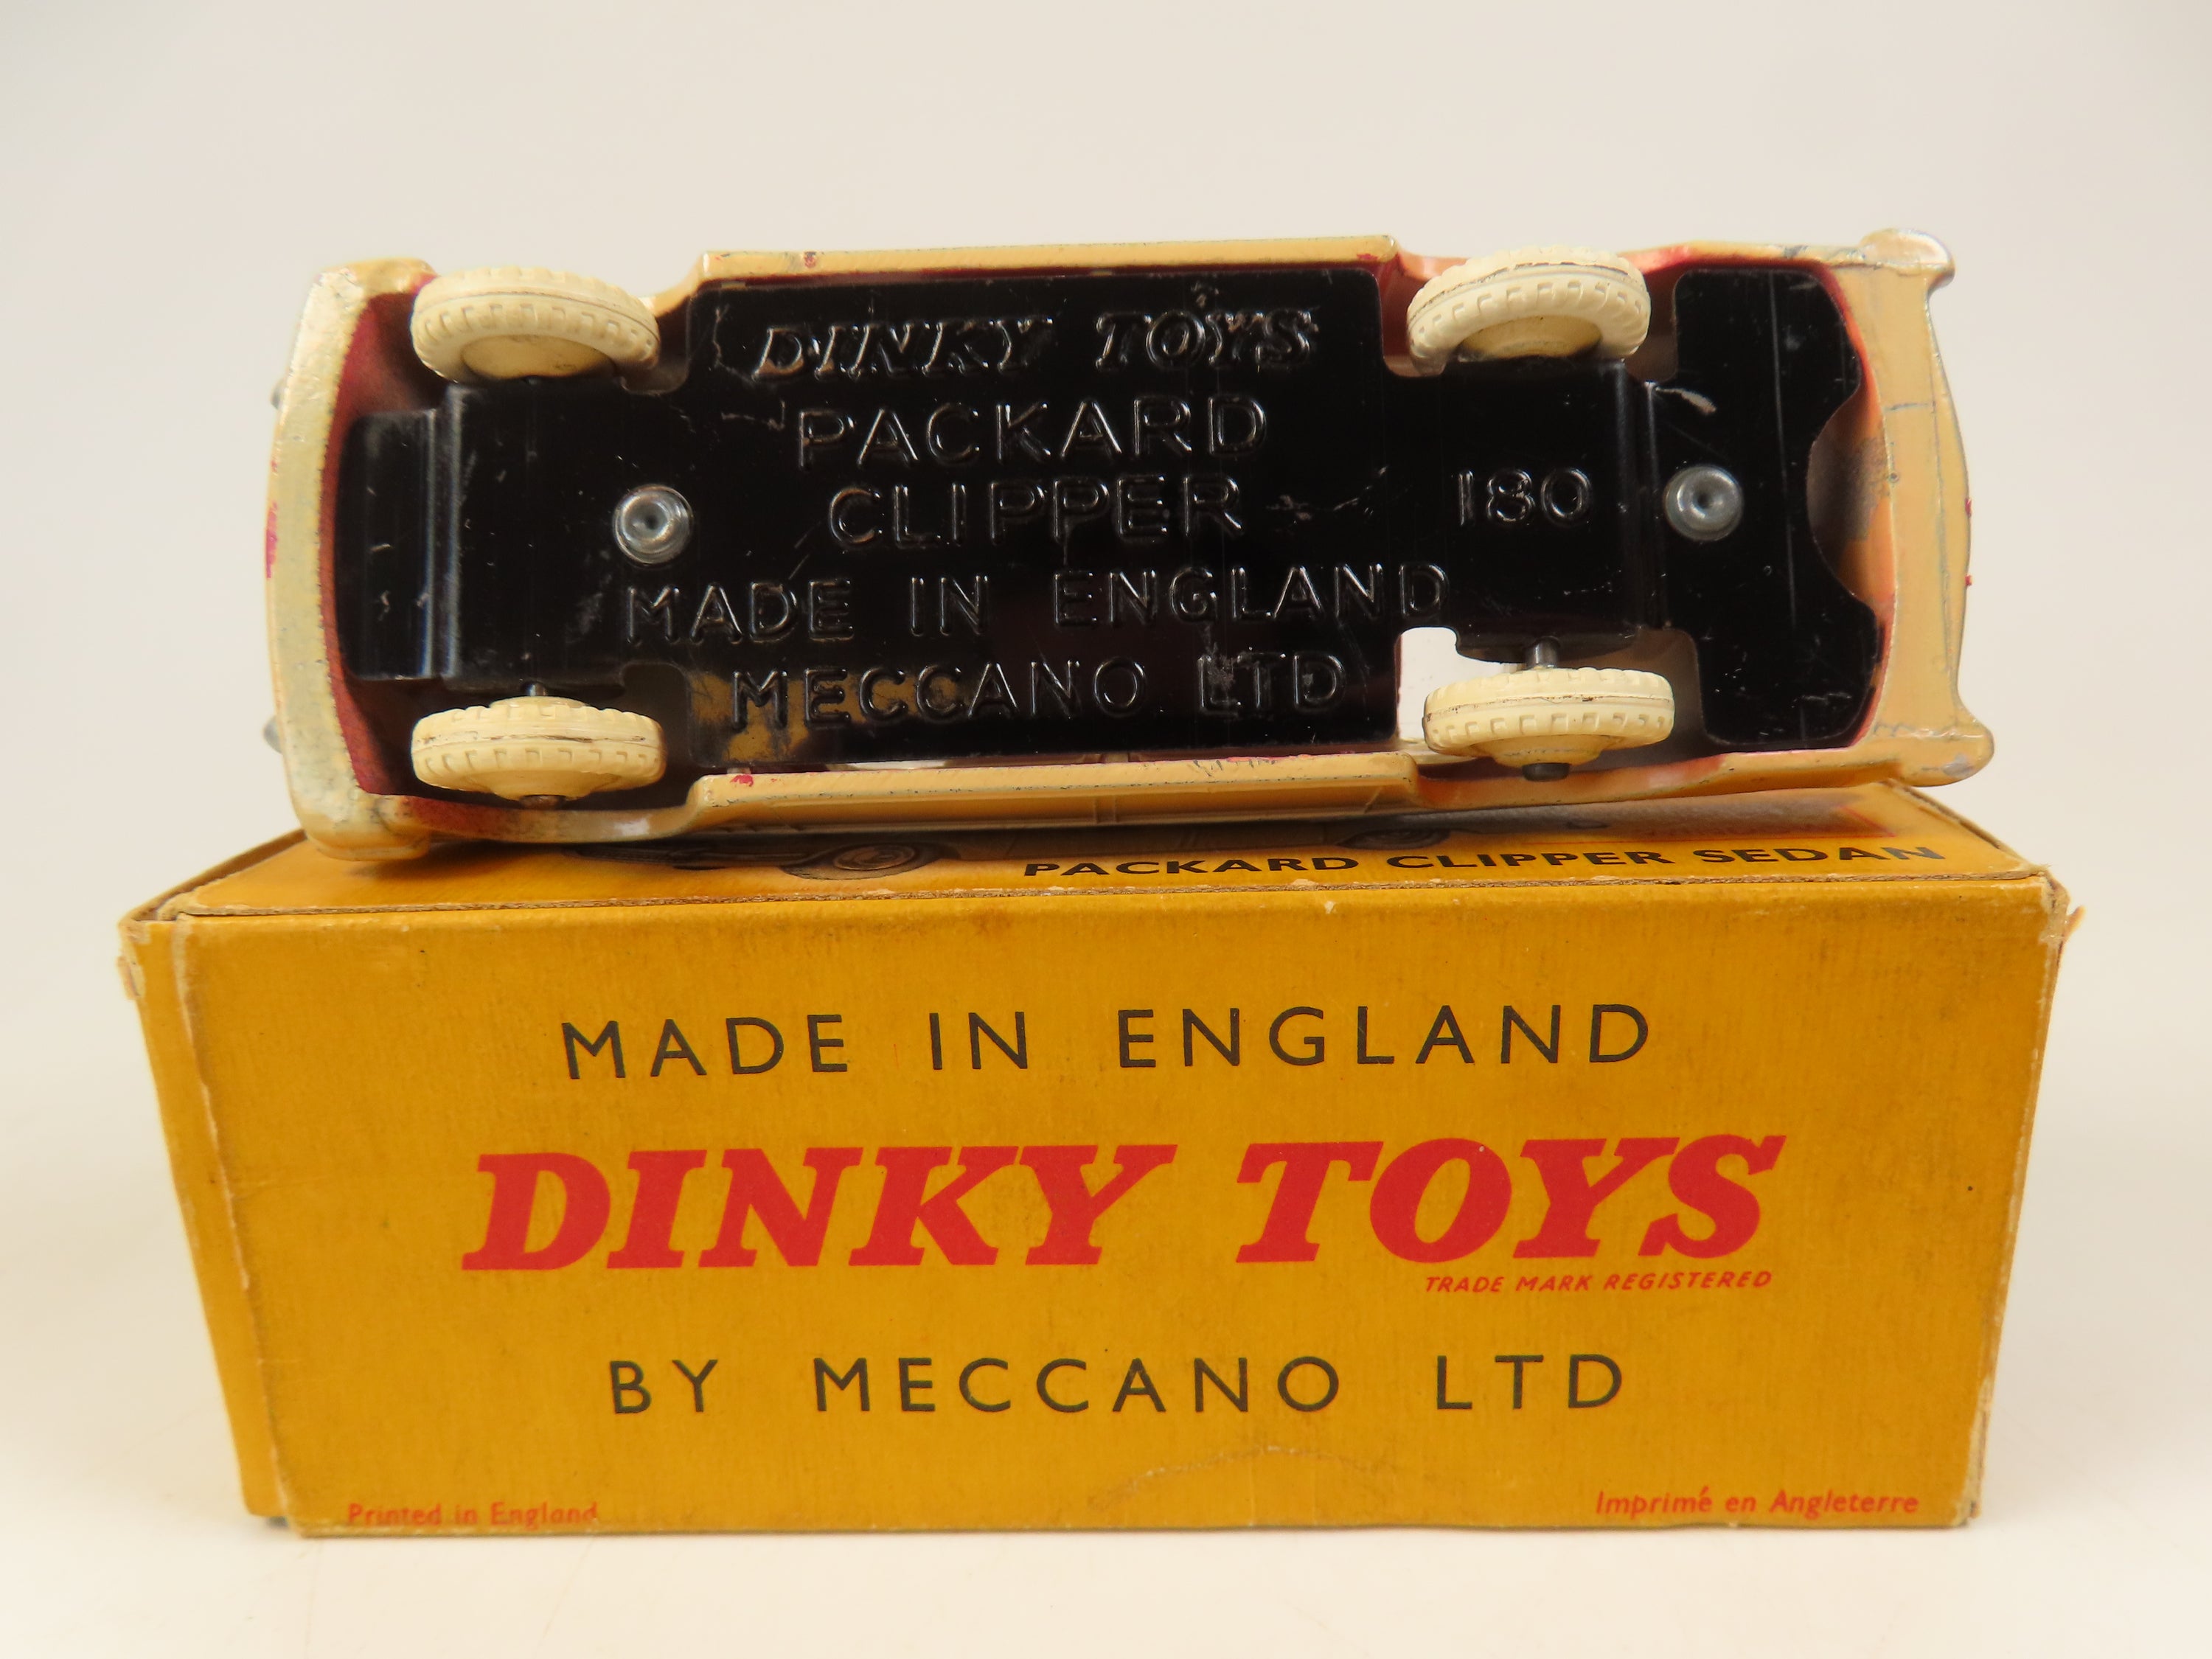 DINKY TOYS
PACKARD
CLIPPER 180
MADE IN ENGLAND
MECCANO LTD
PACKARD CLIPPER SEDAN
MADE IN ENGLAND
DINKY TOYS
TRADE MARK REGISTERED
BY MECCANO LTD
Printed in England
Imprimé en Angleterre